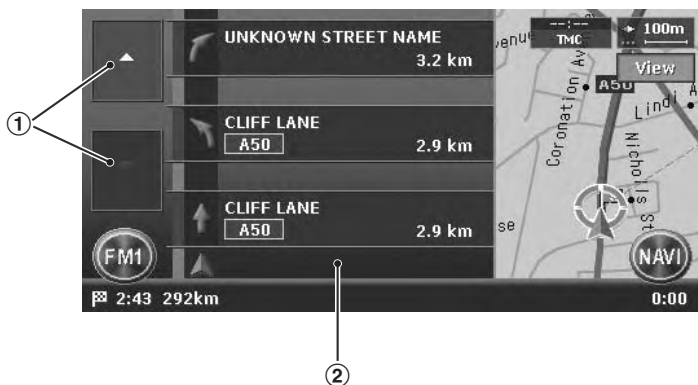 ①
UNKNOWN STREET NAME
3.2 km
CLIFF LANE
A50
2.9 km
CLIFF LANE
A50
2.9 km
FM1
2:43 292km
--:--
TMC
100m
View
enue
Coronation Av
A50
Lindi A
Nicholls St
se
NAVI
0:00
②